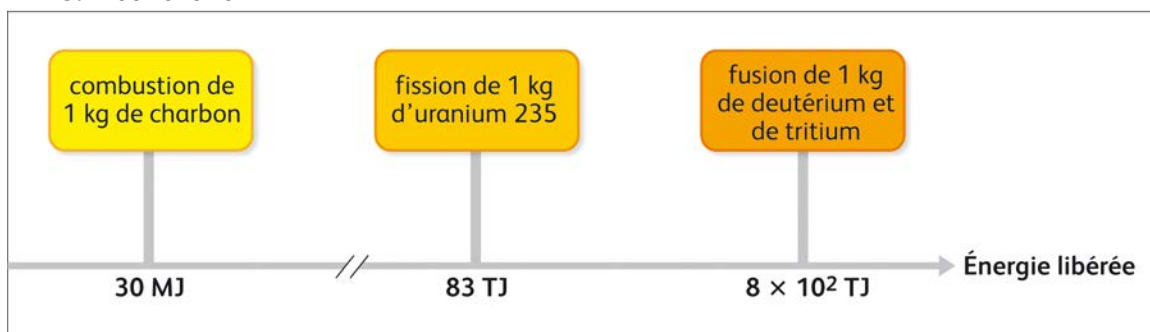 combustion de
1 kg de charbon
fission de 1 kg
d'uranium 235
fusion de 1 kg
de deutérium et
de tritium
30 MJ
83 TJ
8 × 10² TJ
Énergie libérée